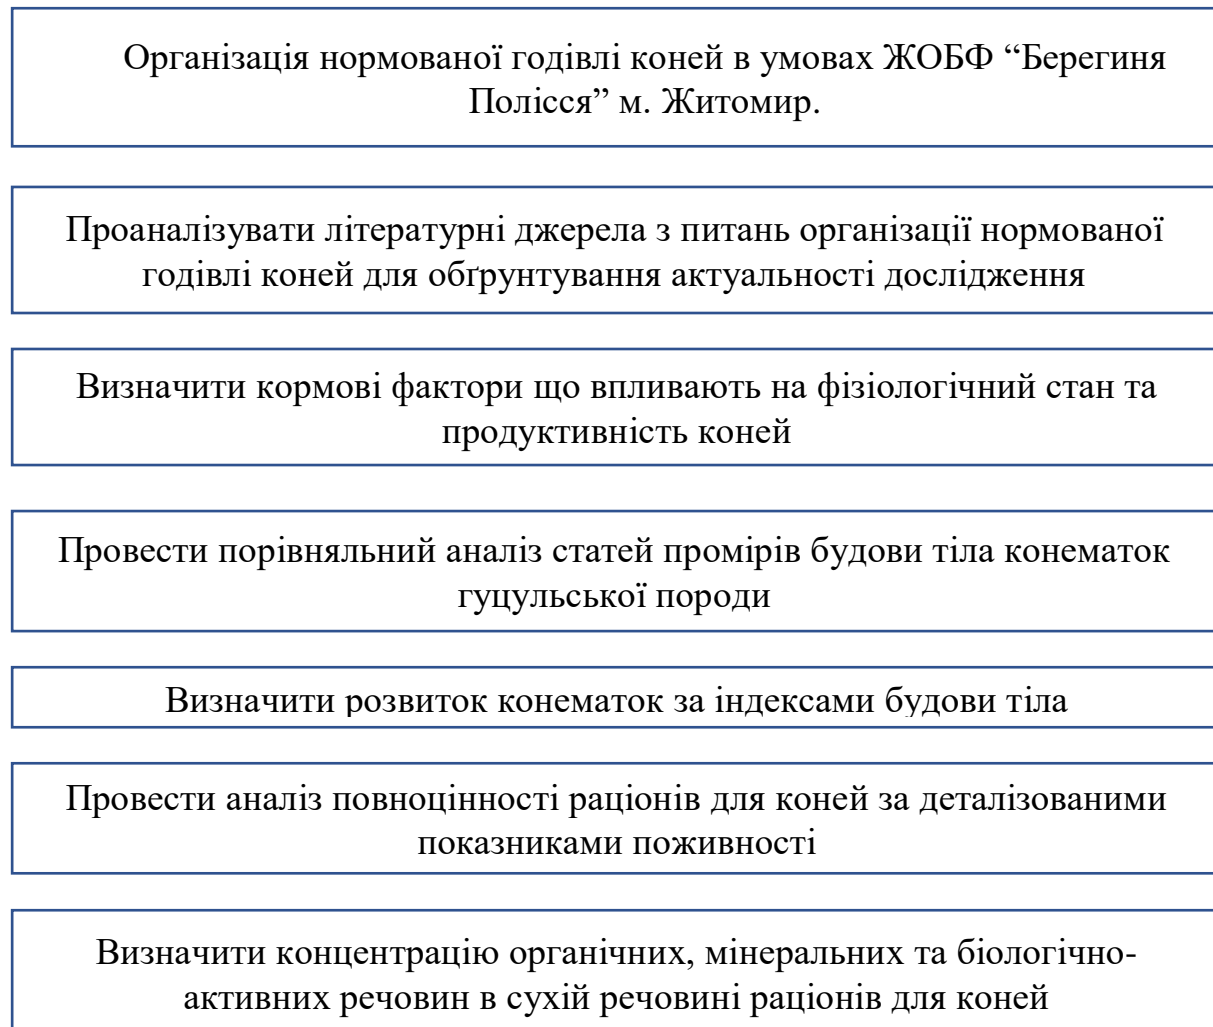 Організація нормованої годівлі коней в умовах ЖОБФ “Берегиня
Полісся” м. Житомир.
Проаналізувати літературні джерела з питань організації нормованої
годівлі коней для обґрунтування актуальності дослідження
Визначити кормові фактори що впливають на фізіологічний стан та
продуктивність коней
Провести порівняльний аналіз статей промірів будови тіла конематок
гуцульської породи
Визначити розвиток конематок за індексами будови тіла
Провести аналіз повноцінності раціонів для коней за деталізованими
показниками поживності
Визначити концентрацію органічних, мінеральних та біологічно-
активних речовин в сухій речовині раціонів для коней